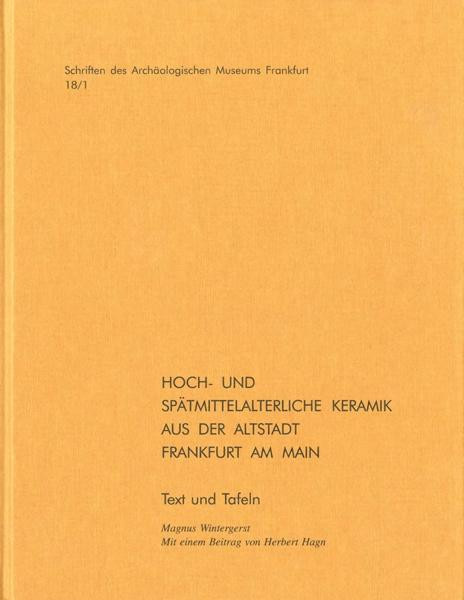 Schriften des Archäologischen Museums Frankfurt
18/1
HOCH- UND
SPÄTMITTELALTERLICHE KERAMIK
AUS DER ALTSTADT
FRANKFURT AM MAIN
Text und Tafeln
Magnus Wintergerst
Mit einem Beitrag von Herbert Hagn